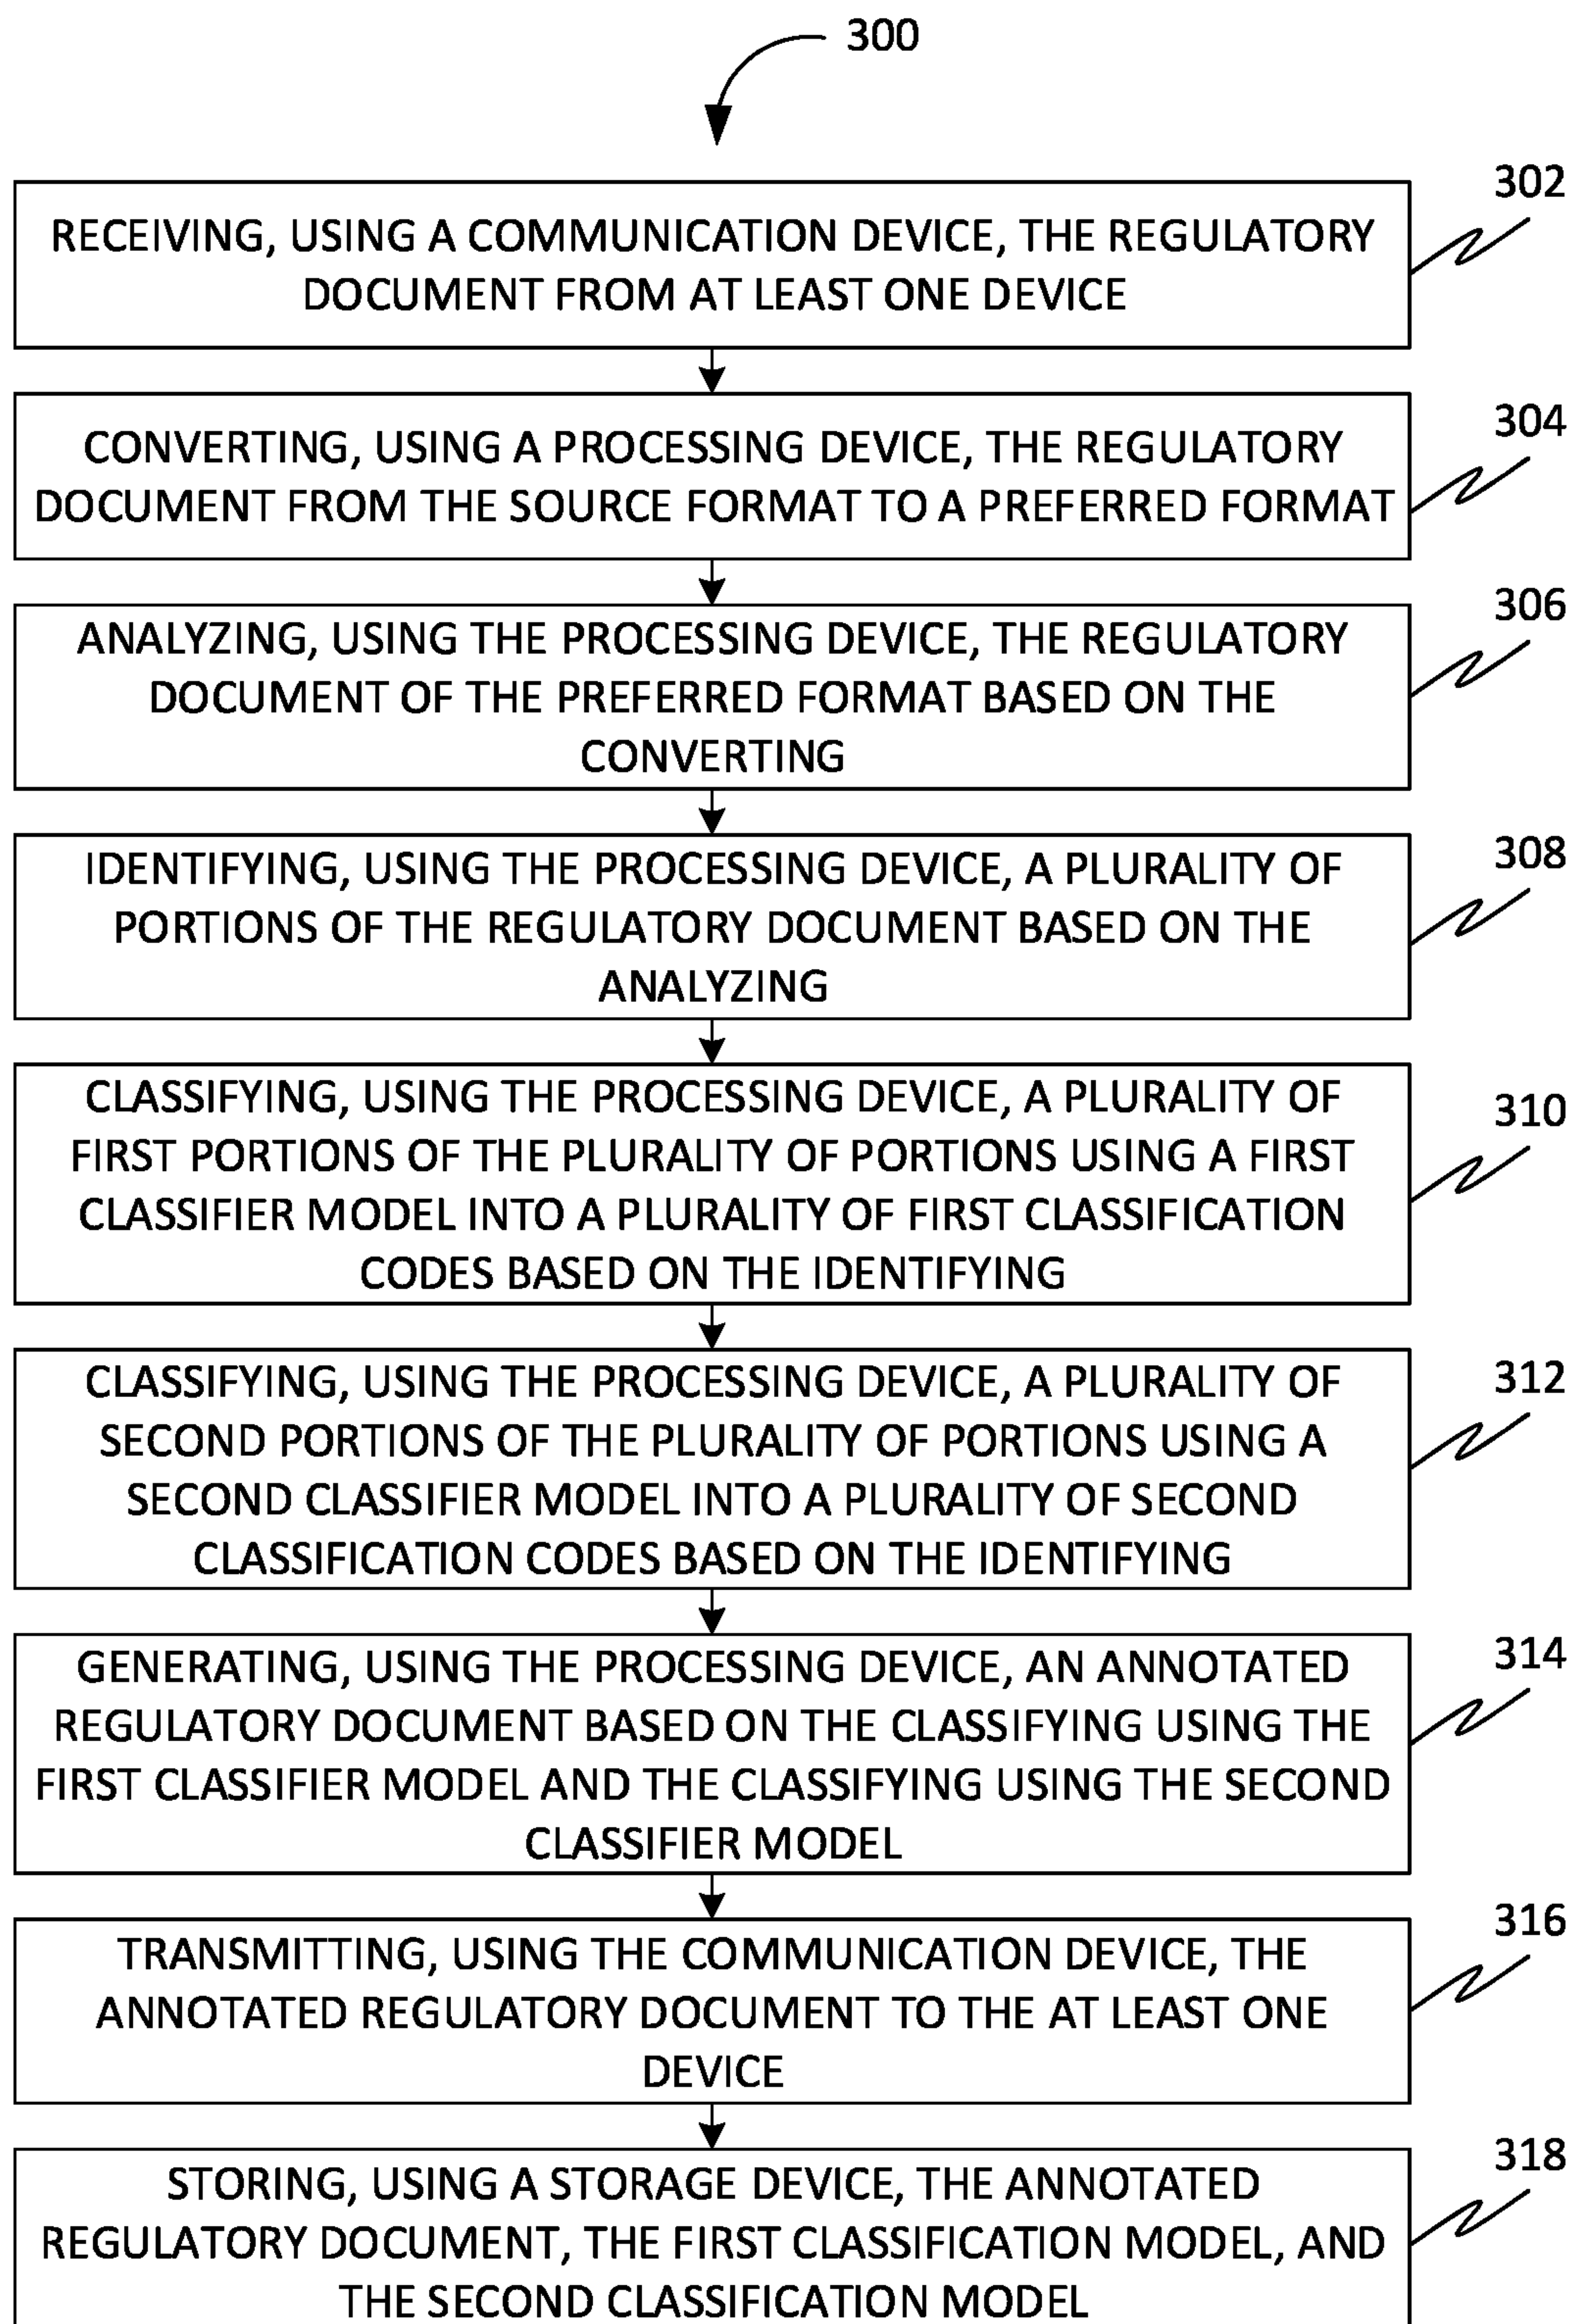 300
302
RECEIVING, USING A COMMUNICATION DEVICE, THE REGULATORY
DOCUMENT FROM AT LEAST ONE DEVICE
304
CONVERTING, USING A PROCESSING DEVICE, THE REGULATORY
DOCUMENT FROM THE SOURCE FORMAT TO A PREFERRED FORMAT
306
ANALYZING, USING THE PROCESSING DEVICE, THE REGULATORY
DOCUMENT OF THE PREFERRED FORMAT BASED ON THE
CONVERTING
308
IDENTIFYING, USING THE PROCESSING DEVICE, A PLURALITY OF
PORTIONS OF THE REGULATORY DOCUMENT BASED ON THE
ANALYZING
310
CLASSIFYING, USING THE PROCESSING DEVICE, A PLURALITY OF
FIRST PORTIONS OF THE PLURALITY OF PORTIONS USING A FIRST
CLASSIFIER MODEL INTO A PLURALITY OF FIRST CLASSIFICATION
CODES BASED ON THE IDENTIFYING
312
CLASSIFYING, USING THE PROCESSING DEVICE, A PLURALITY OF
SECOND PORTIONS OF THE PLURALITY OF PORTIONS USING A
SECOND CLASSIFIER MODEL INTO A PLURALITY OF SECOND
CLASSIFICATION CODES BASED ON THE IDENTIFYING
314
GENERATING, USING THE PROCESSING DEVICE, AN ANNOTATED
REGULATORY DOCUMENT BASED ON THE CLASSIFYING USING THE
FIRST CLASSIFIER MODEL AND THE CLASSIFYING USING THE SECOND
CLASSIFIER MODEL
316
TRANSMITTING, USING THE COMMUNICATION DEVICE, THE
ANNOTATED REGULATORY DOCUMENT TO THE AT LEAST ONE
DEVICE
318
STORING, USING A STORAGE DEVICE, THE ANNOTATED
REGULATORY DOCUMENT, THE FIRST CLASSIFICATION MODEL, AND
THE SECOND CLASSIFICATION MODEL